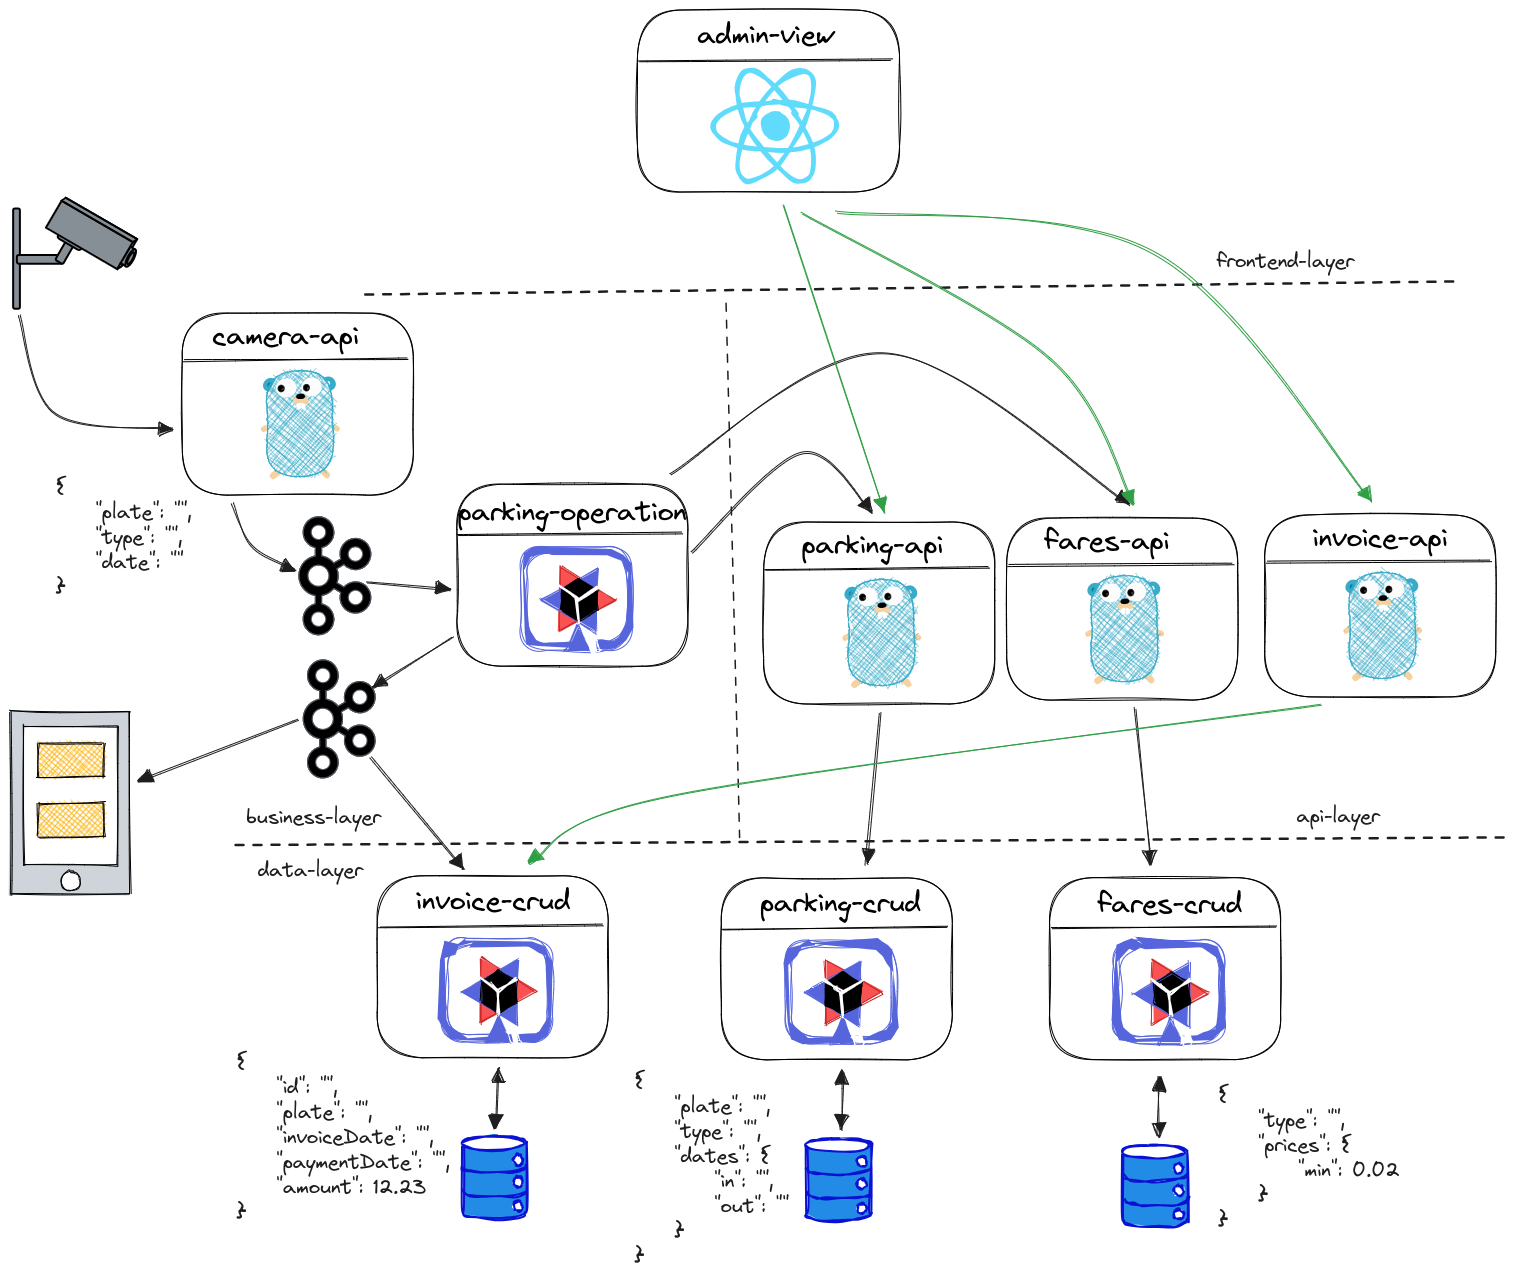 admin-view
frontend-layer
camera-api
{
"plate": "",
"type": "",
"date": ""
}
parking-operation
parking-api
fares-api
invoice-api
business-layer
api-layer
data-layer
invoice-crud
parking-crud
fares-crud
{
"id": "",
"plate": "",
"invoiceDate": "",
"paymentDate": "",
"amount": 12.23
}
{
"plate": "",
"type": "",
"dates": {
"in": "",
"out": ""
}
}
{
"type": "",
"prices": {
"min": 0.02
}
}